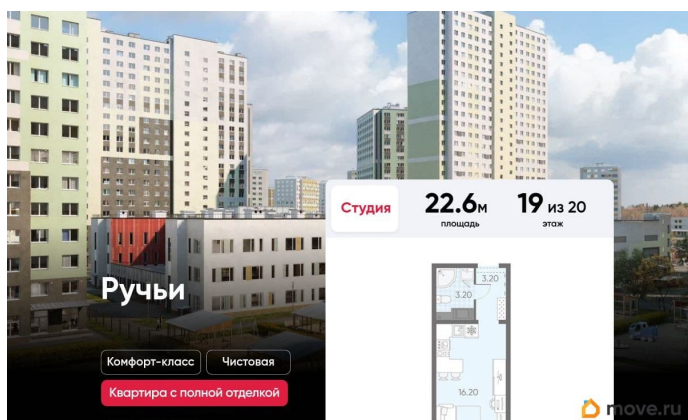 Студия
22.6м
площадь
19 из 20
этаж
3.20
3.20
16.20
Ручьи
Комфорт-класс
Чистовая
Квартира с полной отделкой
move.ru